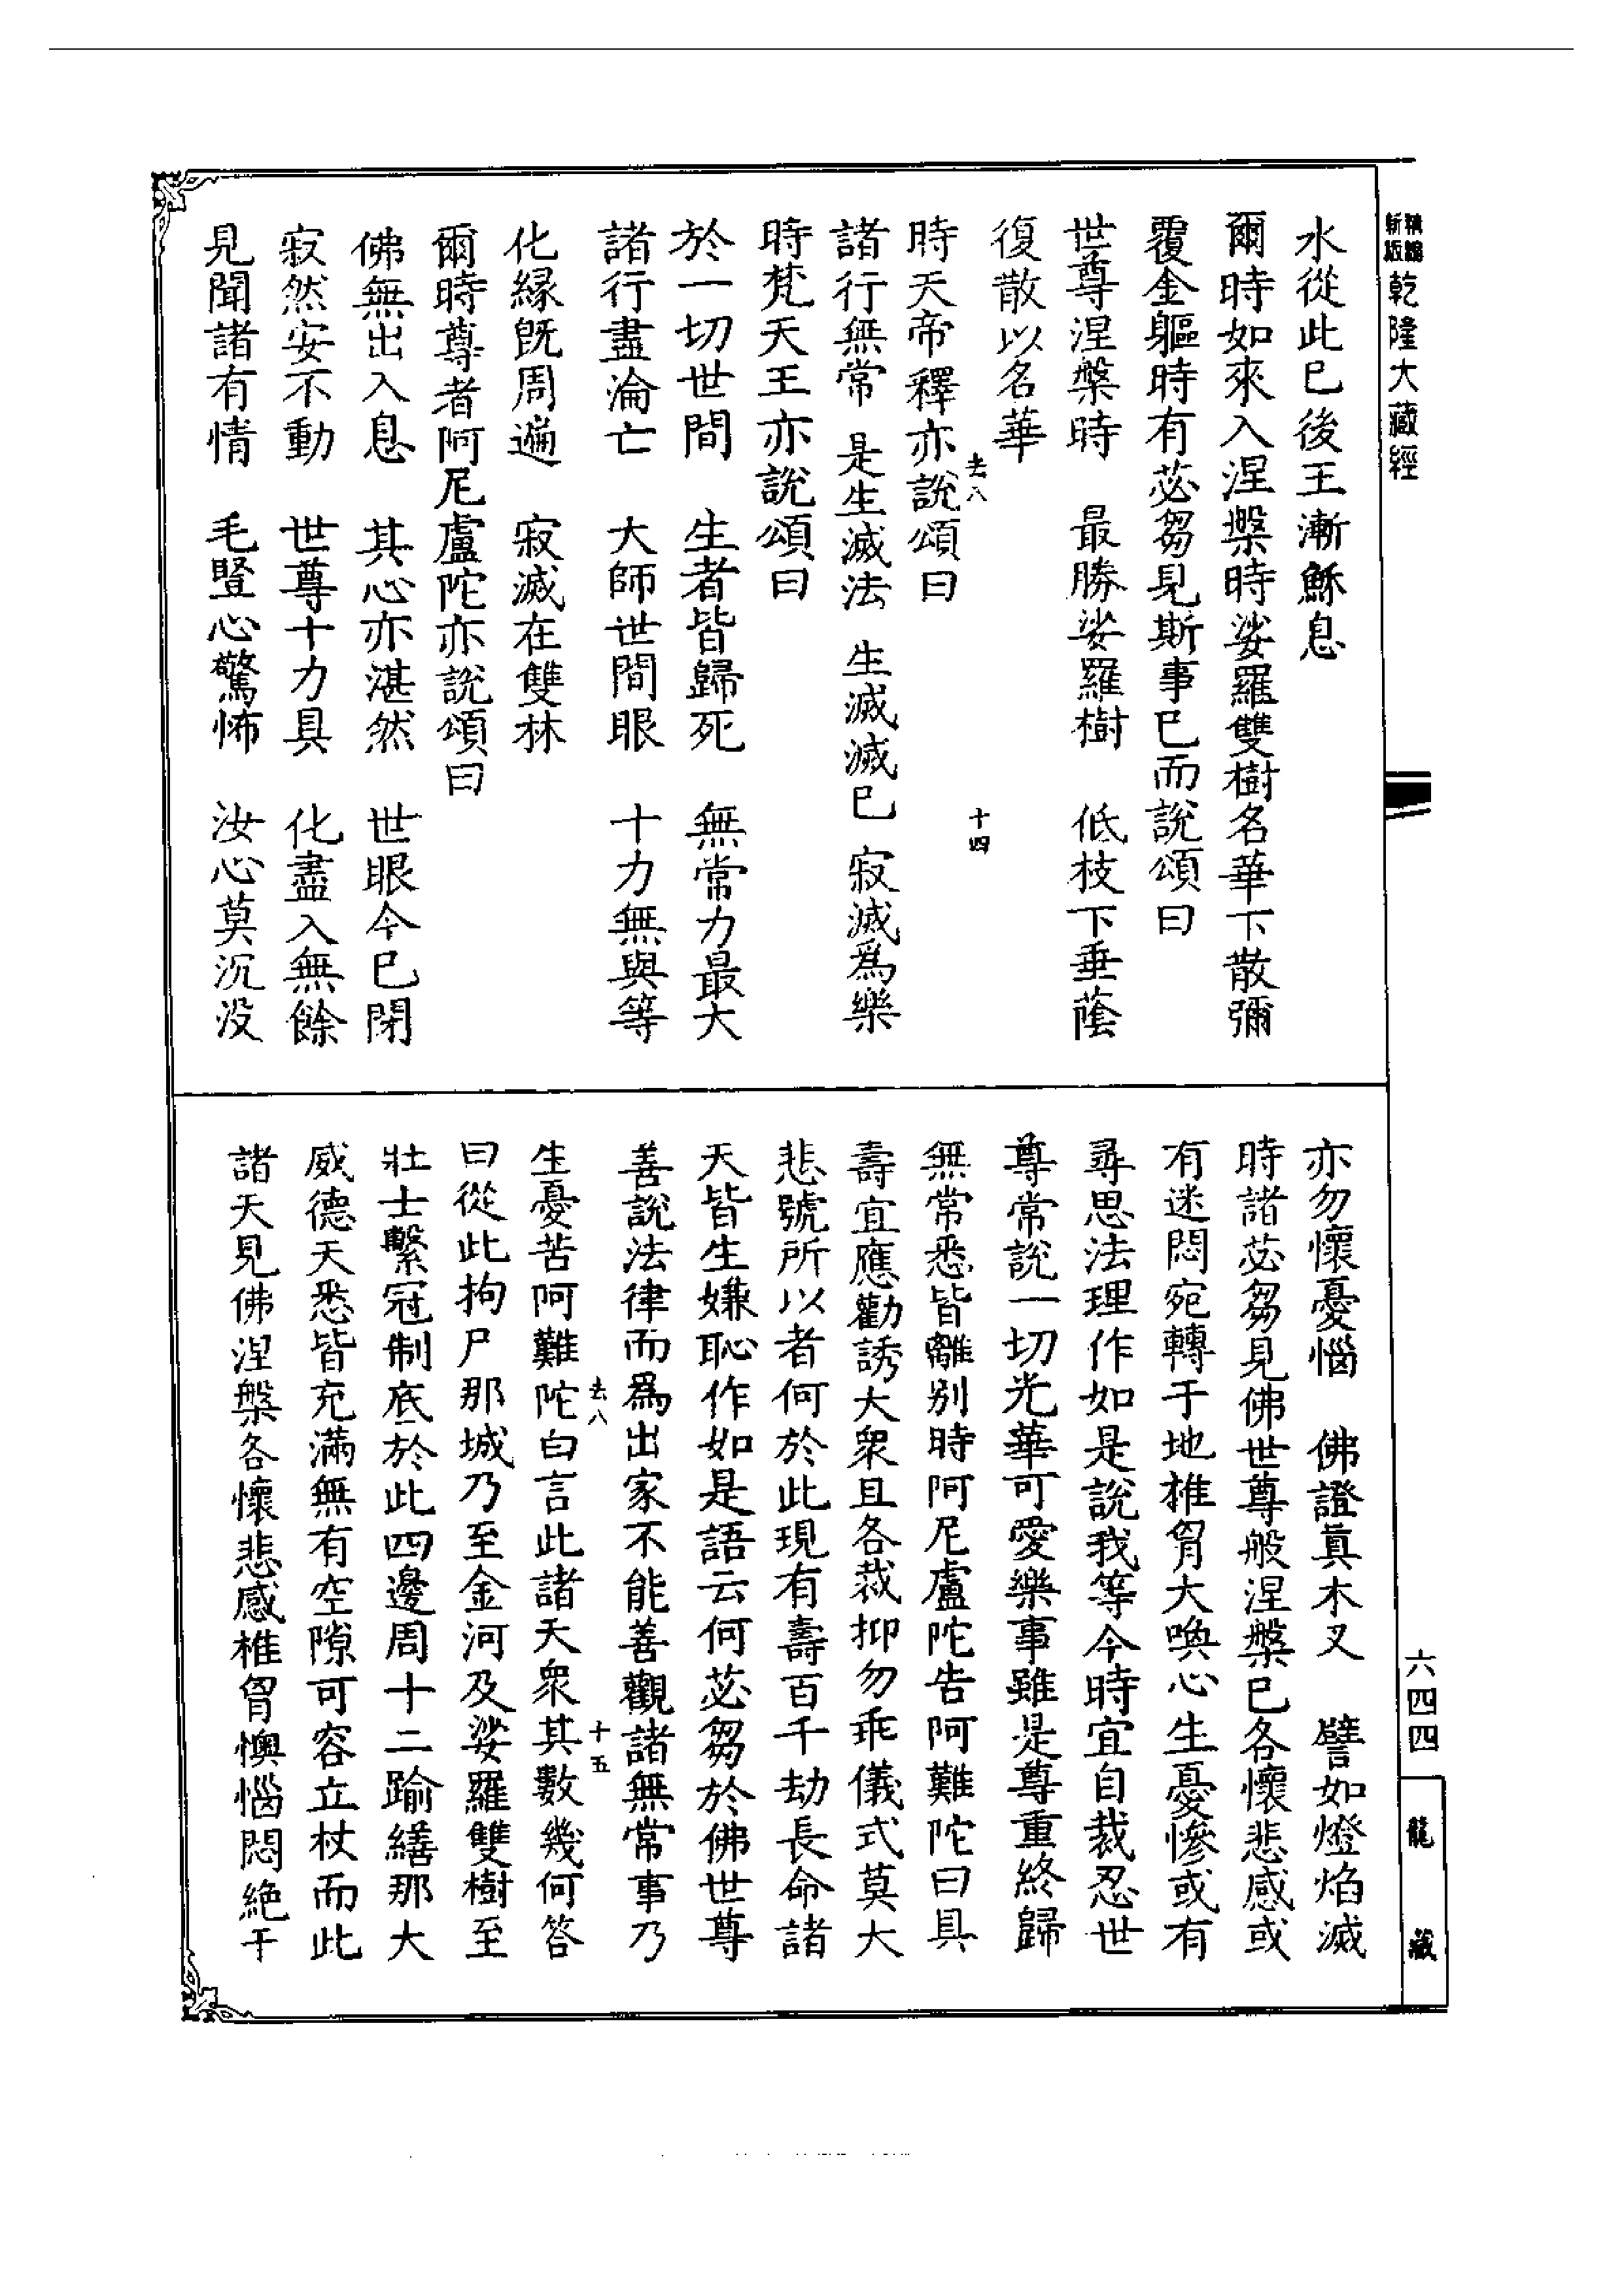 新版精縮乾隆大藏經
水從此已後王漸穌息
爾時如來入涅槃時娑羅雙樹名華下散彌
覆金軀時有苾芻見斯事已而說頌曰
世尊涅槃時　最勝娑羅樹　低枝下垂蔭
復散以名華
去八　十四
時天帝釋亦說頌曰
諸行無常　是生滅法　生滅滅已　寂滅爲樂
時梵天王亦說頌曰
於一切世間　生者皆歸死　無常力最大
諸行盡淪亡　大師世間眼　十力無與等
化緣旣周遍　寂滅在雙林
爾時尊者阿尼盧陀亦說頌曰
佛無出入息　其心亦湛然　世眼今已閉
寂然安不動　世尊十力具　化盡入無餘
見聞諸有情　毛豎心驚怖　汝心莫沉没
六四四
龍藏
亦勿懷憂惱　佛證眞木叉　譬如燈焰滅
時諸苾芻見佛世尊般涅槃已各懷悲感或
有迷悶宛轉于地椎胷大喚心生憂慘或有
尋思法理作如是說我等今時宜自裁忍世
尊常說一切光華可愛樂事雖是尊重終歸
無常悉皆離别時阿尼盧陀告阿難陀曰具
壽宜應勸誘大衆且各裁抑勿乖儀式莫大
悲號所以者何於此現有壽百千劫長命諸
天皆生嫌恥作如是語云何苾芻於佛世尊
善說法律而爲出家不能善觀諸無常事乃
去八　十五
生憂苦阿難陀白言此諸天衆其數幾何答
曰從此拘尸那城乃至金河及娑羅雙樹至
壯士繫冠制底於此四邊周十二踰繕那大
威德天悉皆充滿無有空隙可容立杖而此
諸天見佛涅槃各懷悲感椎胷懊惱悶絶于